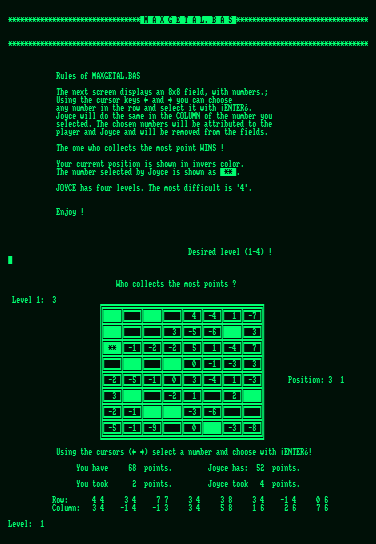 MAXGETAL.BAS
Rules of MAXGETAL.BAS
The next screen displays an 8x8 field, with numbers.;
Using the cursor keys ← and → you can choose
any number in the row and select it with ¡ENTER¿.
Joyce will do the same in the COLUMN of the number you
selected. The chosen numbers will be attributed to the
player and Joyce and will be removed from the fields.
The one who collects the most point WINS !
Your current position is shown in invers color.
The number selected by Joyce is shown as ** .
JOYCE has four levels. The most difficult is '4'.
Enjoy !
Desired level (1-4) !
Who collects the most points ?
Level 1: 3
4 -4 1 -7
3 -5 -6 3
** -1 -2 -2 5 1 -4 7
0 -1 -3 3
-2 -5 -1 0 3 -4 1 -3
Position: 3 1
3 -2 1 2
-2 -1 -3 -6
-5 -1 -9 0 -3 -8
Using the cursors (← →) select a number and choose with ¡ENTER¿!
You have 68 points. Joyce has: 52 points.
You took 2 points. Joyce took 4 points.
Row: 4 4 3 4 7 7 3 4 3 8 3 4 -1 4 0 6
Column: 3 4 -1 4 -1 3 3 4 5 8 1 6 2 6 7 6
Level: 1